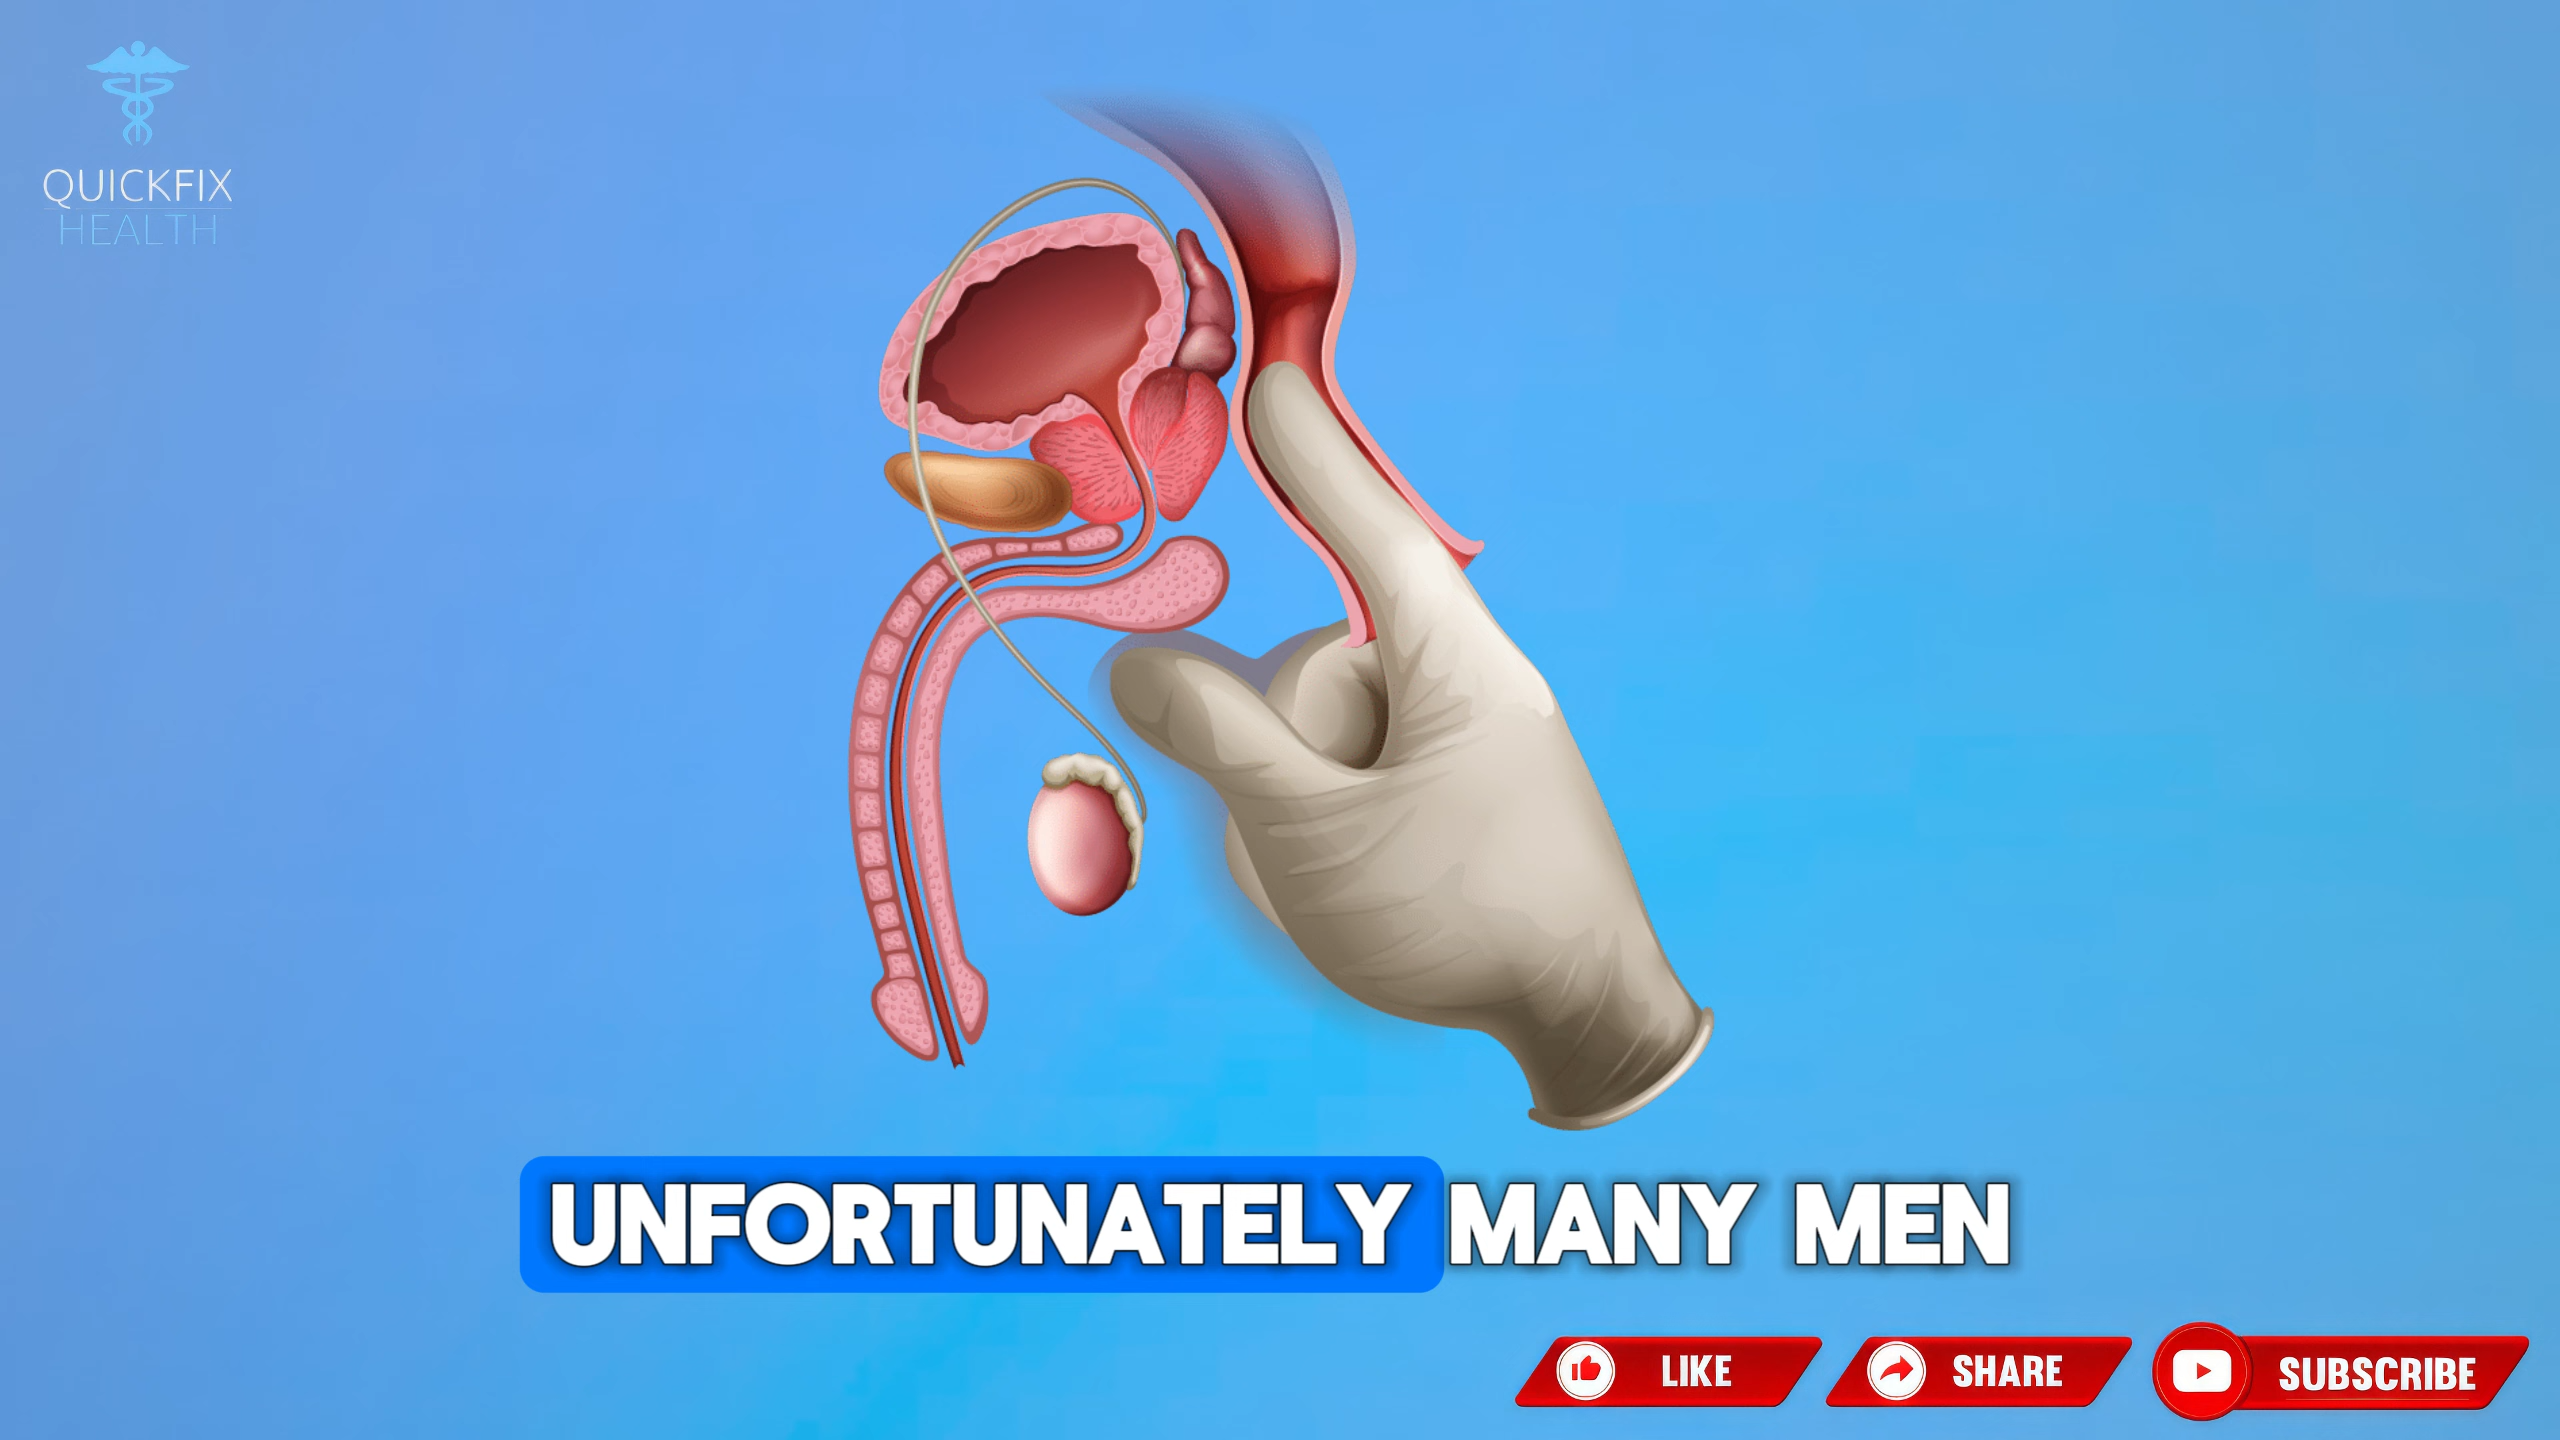 QUICKFIX
HEALTH
UNFORTUNATELY MANY MEN
LIKE
SHARE
SUBSCRIBE